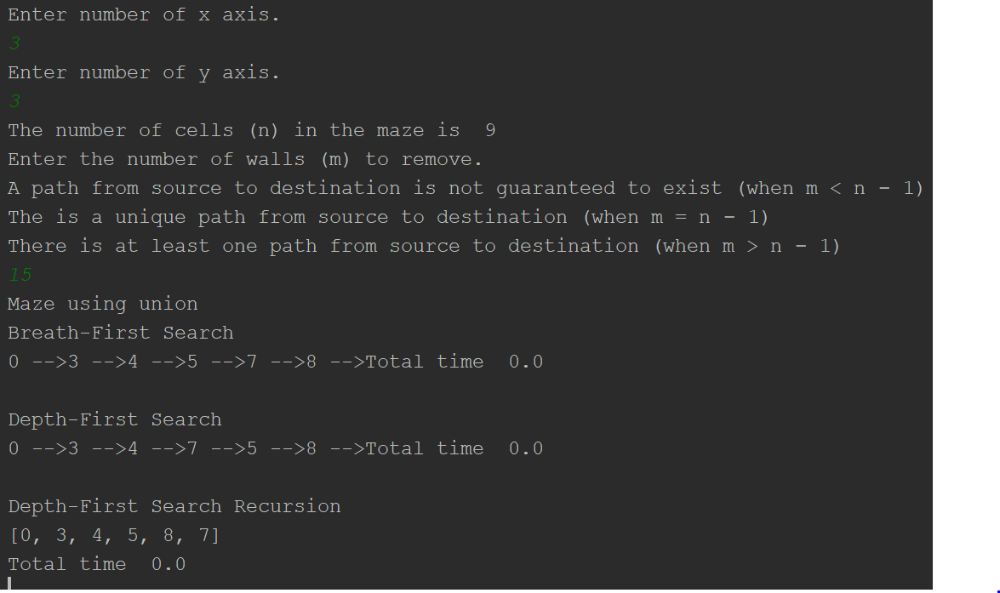 Enter number of x axis.
3
Enter number of y axis.
3
The number of cells (n) in the maze is  9
Enter the number of walls (m) to remove.
A path from source to destination is not guaranteed to exist (when m < n - 1)
The is a unique path from source to destination (when m = n - 1)
There is at least one path from source to destination (when m > n - 1)
15
Maze using union
Breath-First Search
0 -->3 -->4 -->5 -->7 -->8 -->Total time  0.0
Depth-First Search
0 -->3 -->4 -->7 -->5 -->8 -->Total time  0.0
Depth-First Search Recursion
[0, 3, 4, 5, 8, 7]
Total time  0.0